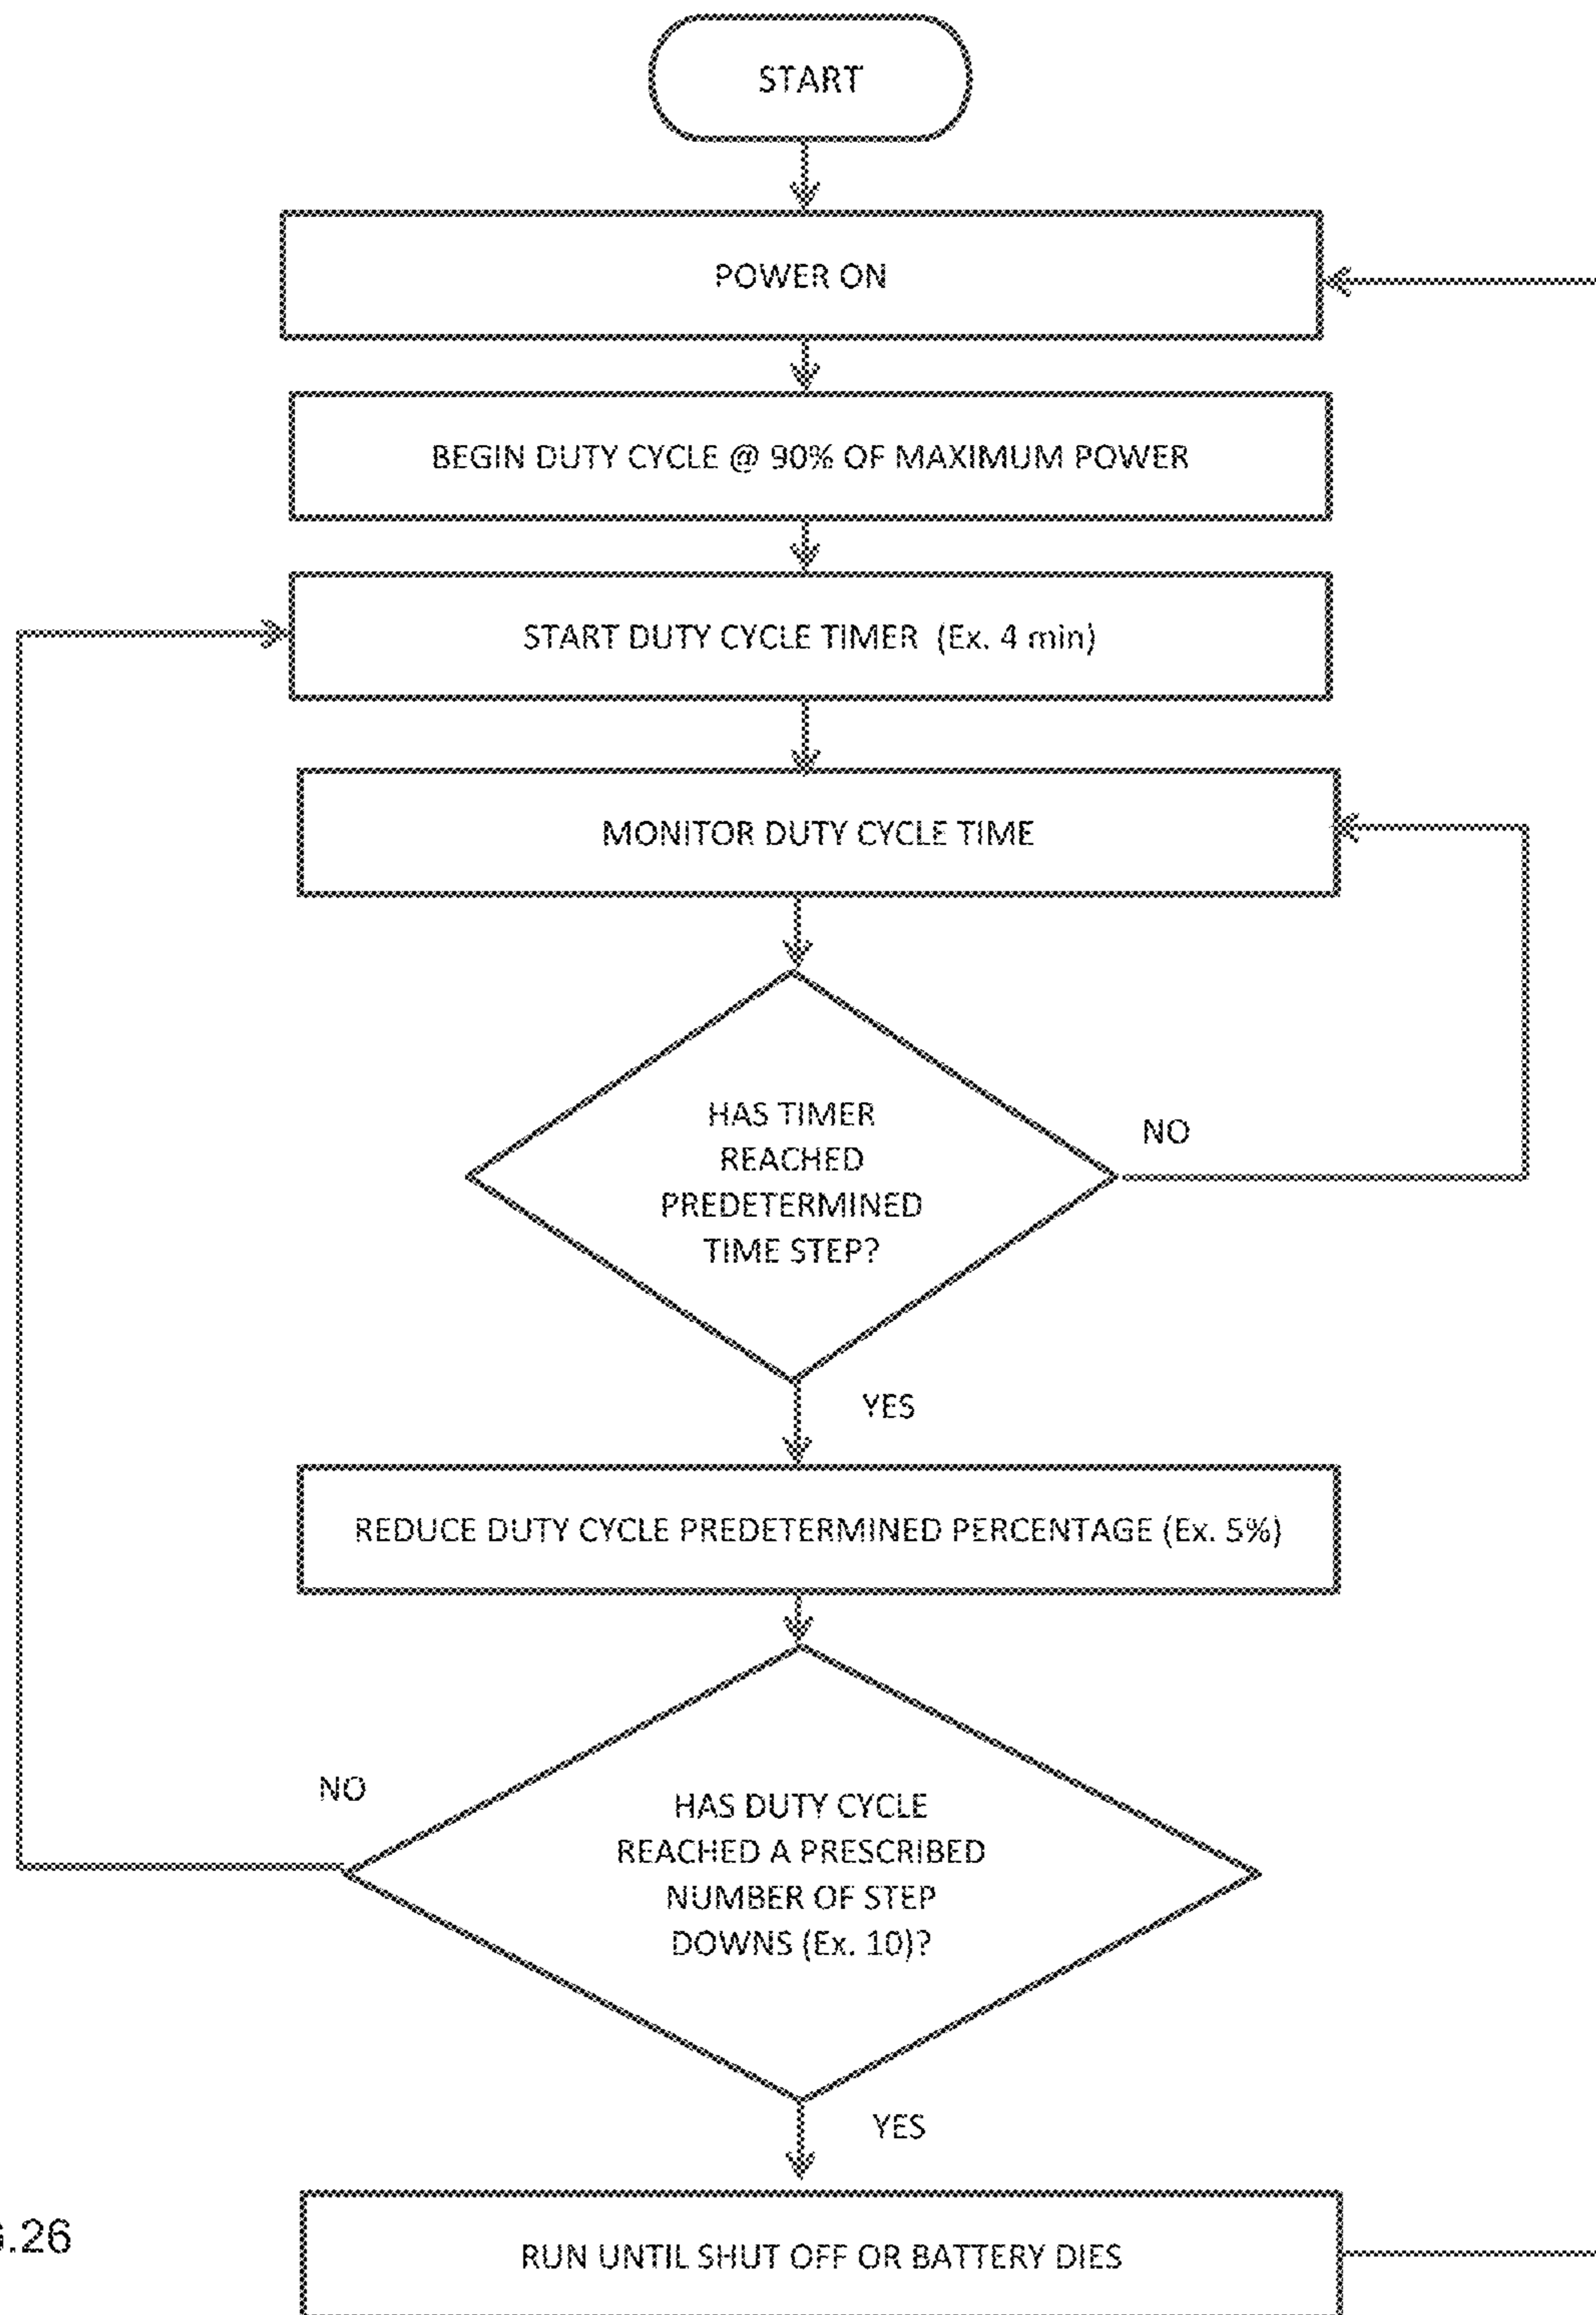 START
POWER ON
BEGIN DUTY CYCLE @ 90% OF MAXIMUM POWER
START DUTY CYCLE TIMER (Ex. 4 min)
MONITOR DUTY CYCLE TIME
HAS TIMER
REACHED
PREDETERMINED
TIME STEP?
NO
YES
REDUCE DUTY CYCLE PREDETERMINED PERCENTAGE (Ex. 5%)
NO
HAS DUTY CYCLE
REACHED A PRESCRIBED
NUMBER OF STEP
DOWNS (Ex. 10)?
YES
.26
RUN UNTIL SHUT OFF OR BATTERY DIES